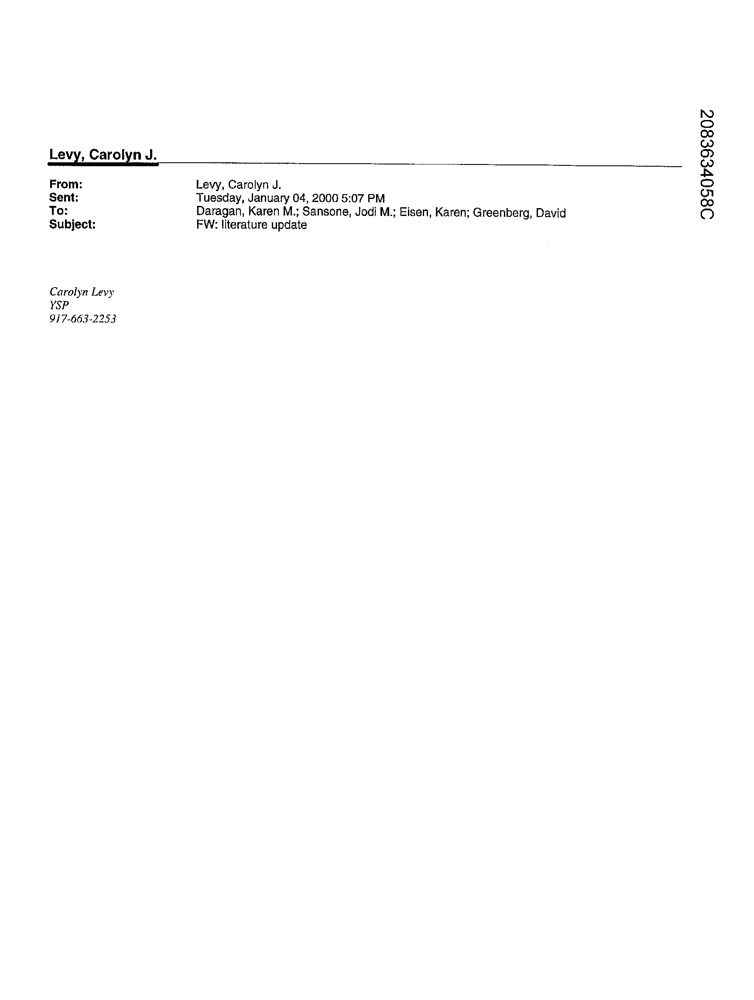 2083634058C
Levy, Carolyn J.
From: Levy, Carolyn J.
Sent: Tuesday, January 04, 2000 5:07 PM
To: Daragan, Karen M.; Sansone, Jodi M.; Eisen, Karen; Greenberg, David
Subject: FW: literature update
Carolyn Levy
YSP
917-663-2253